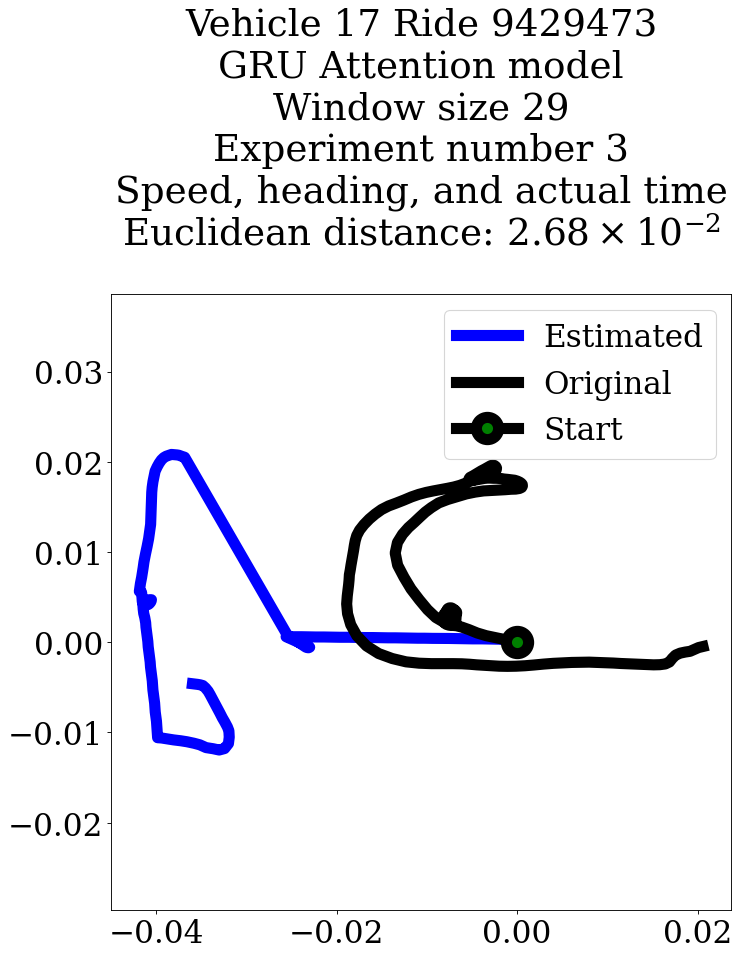 Vehicle 17 Ride 9429473
GRU Attention model
Window size 29
Experiment number 3
Speed, heading, and actual time
Euclidean distance: 2.68 × 10⁻²
Estimated
Original
Start
0.03
0.02
0.01
0.00
−0.01
−0.02
−0.04
−0.02
0.00
0.02